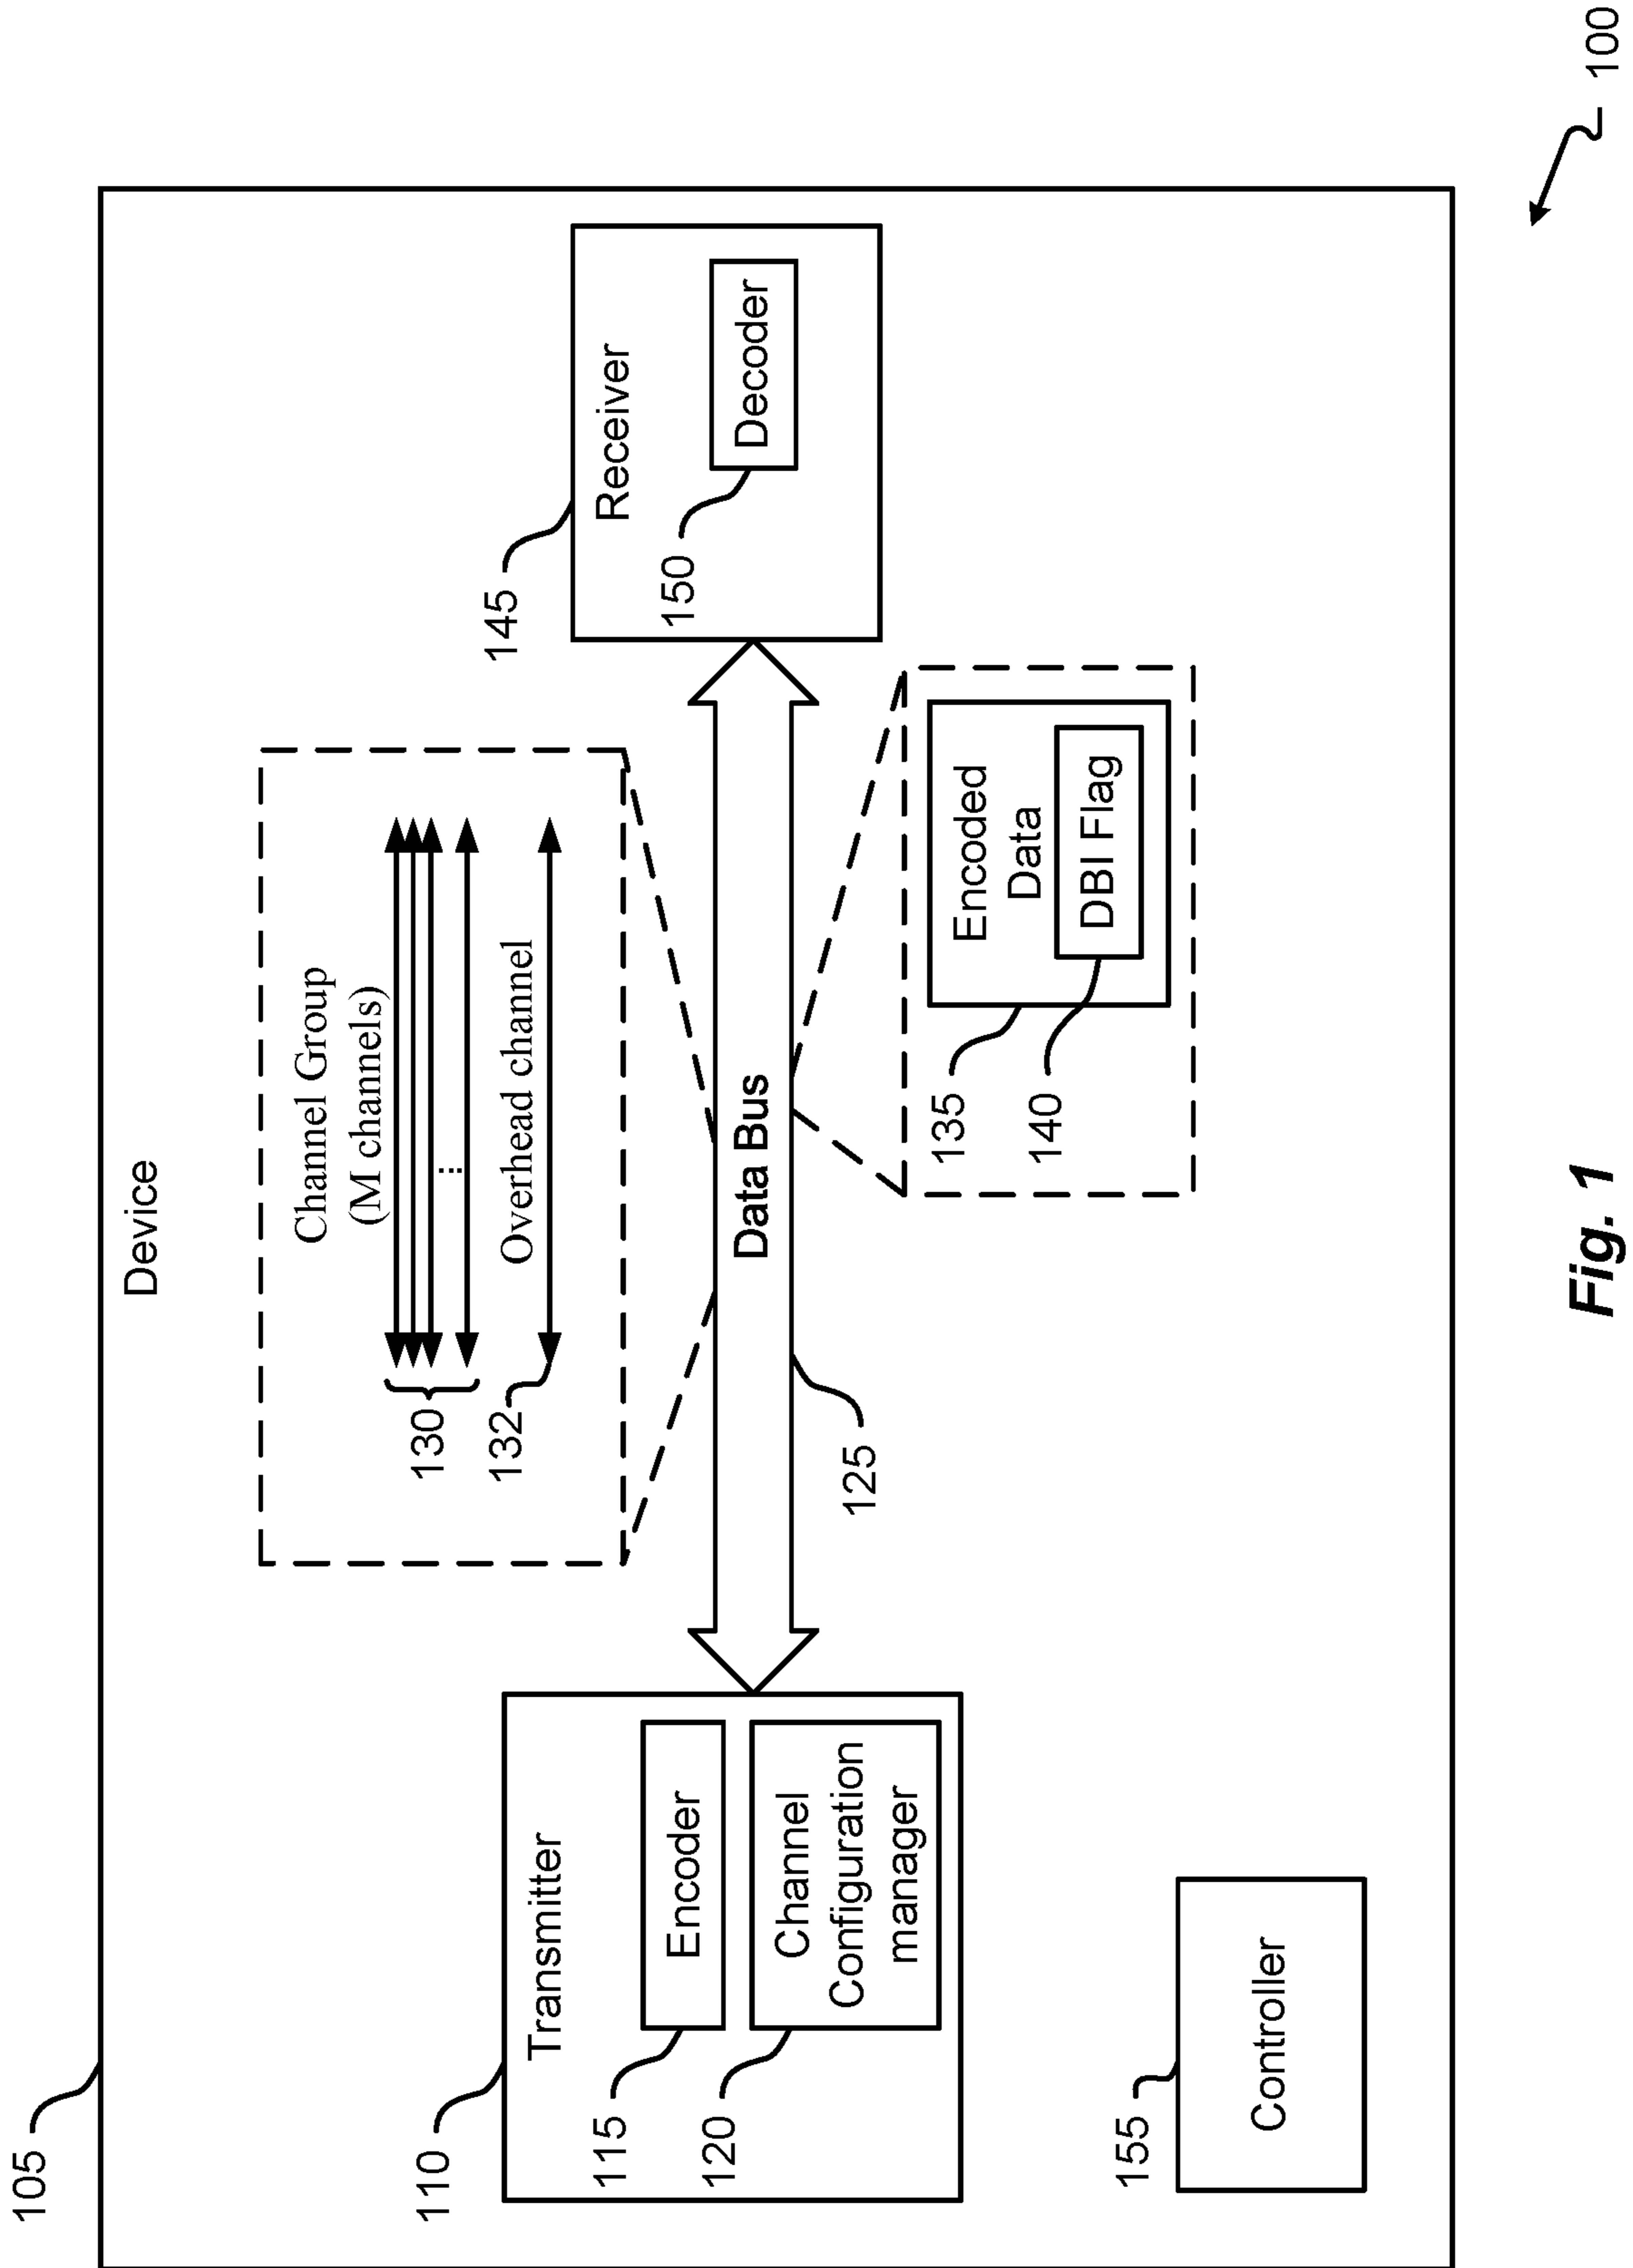 100
105
Device
110
Transmitter
115
Encoder
120
Channel
Configuration
manager
Channel Group
(M channels)
130
...
132
Overhead channel
Data Bus
125
135
Encoded
Data
140
DBI Flag
145
Receiver
150
Decoder
155
Controller
Fig. 1